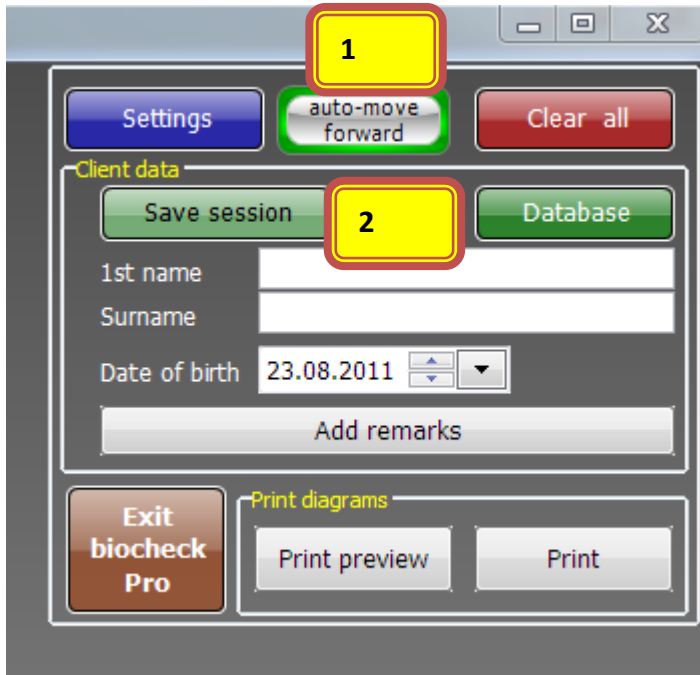 1
Settings
auto-move
forward
Clear all
Client data
Save session
2
Database
1st name
Surname
Date of birth 23.08.2011
Add remarks
Exit
biocheck
Pro
Print diagrams
Print preview
Print